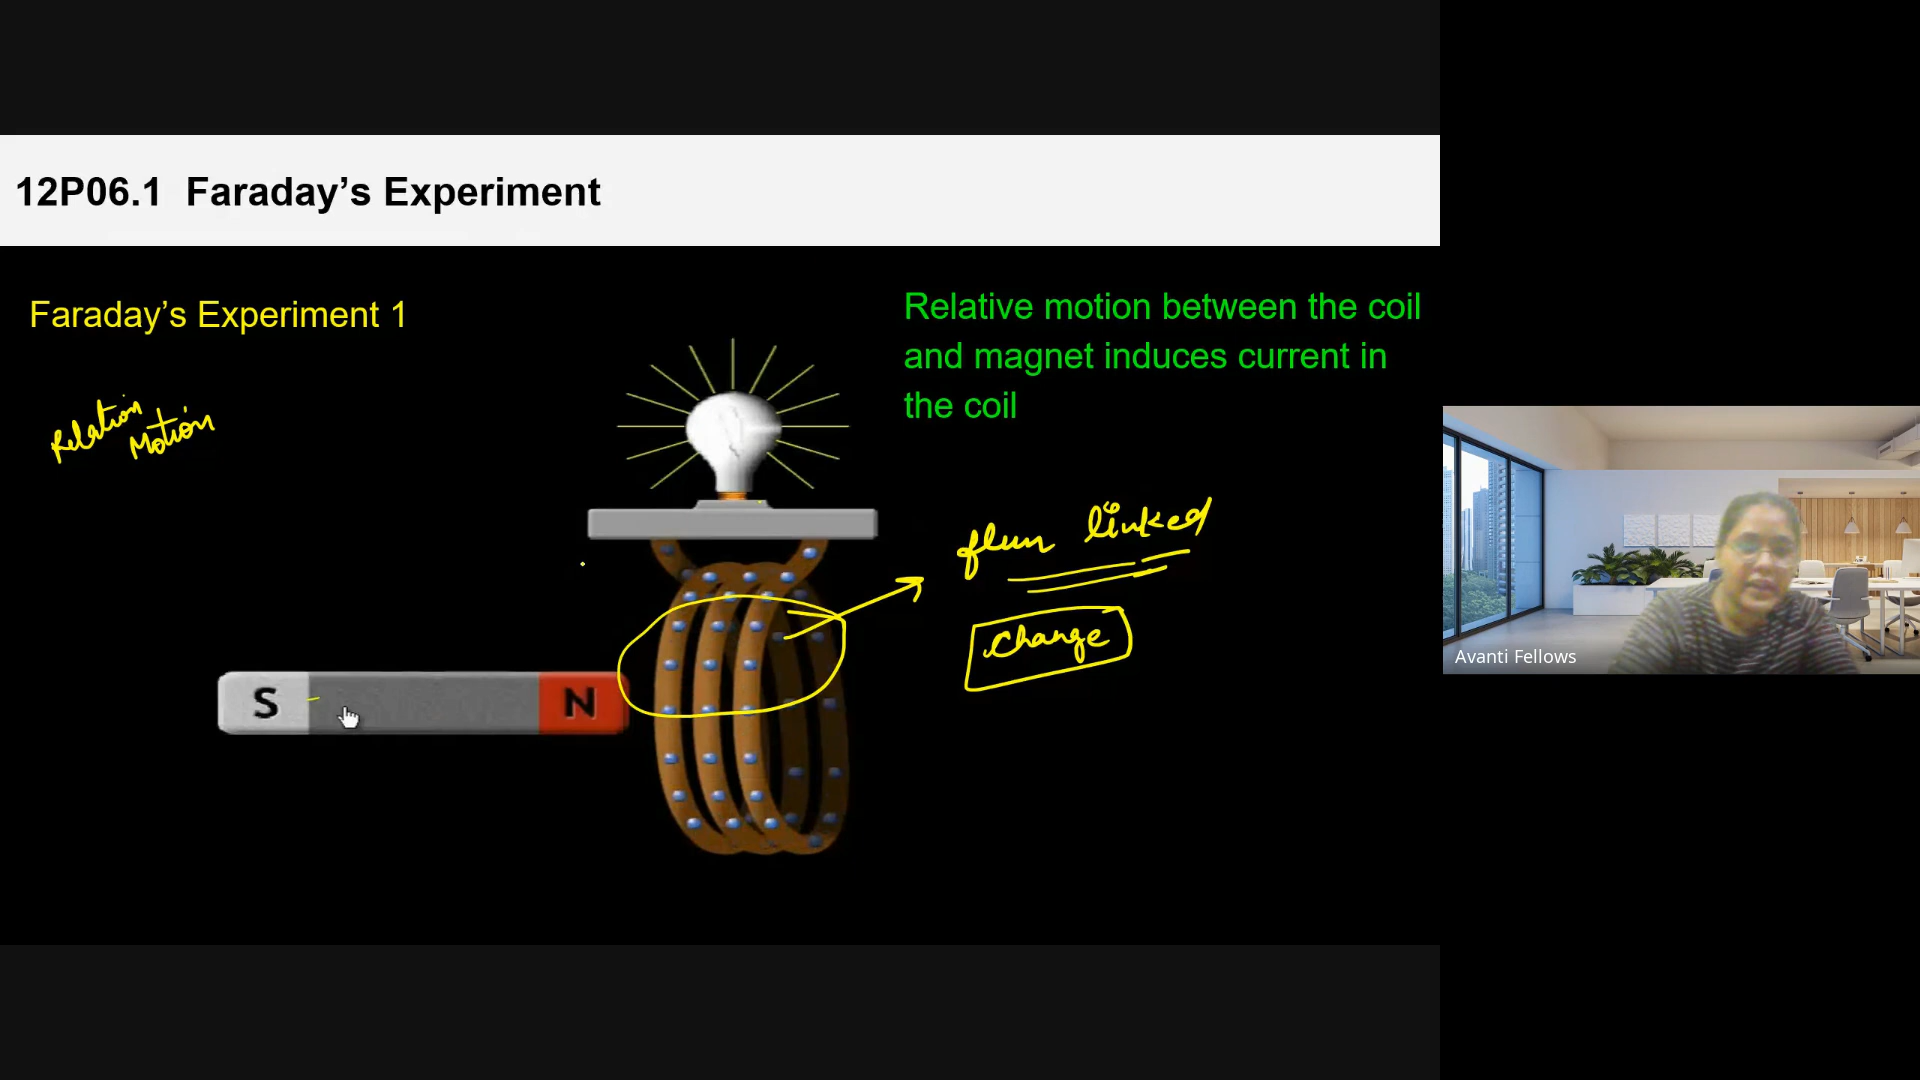 12P06.1 Faraday's Experiment
Faraday's Experiment 1
Relative motion between the coil
and magnet induces current in
the coil
Relation
Motion
flux linked
change
S
N
Avanti Fellows